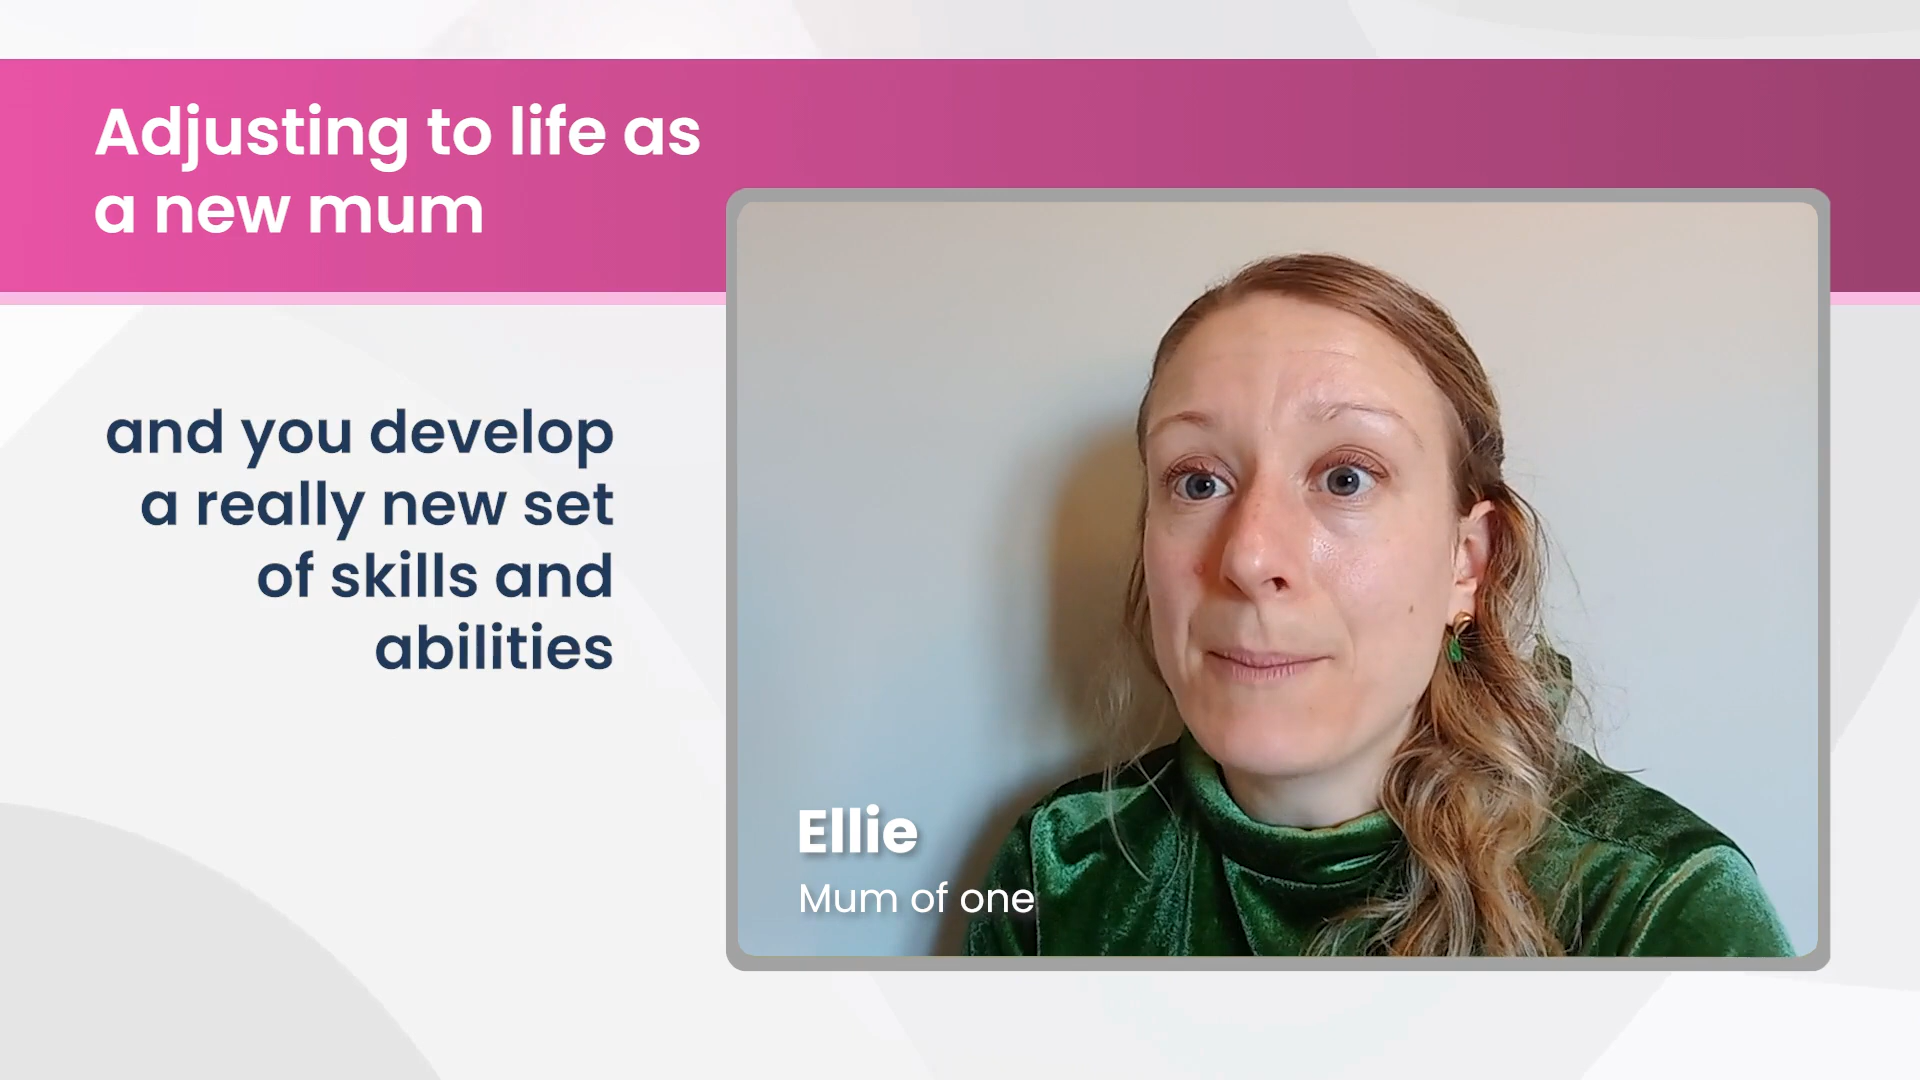 Adjusting to life as
a new mum
and you develop
a really new set
of skills and
abilities
Ellie
Mum of one